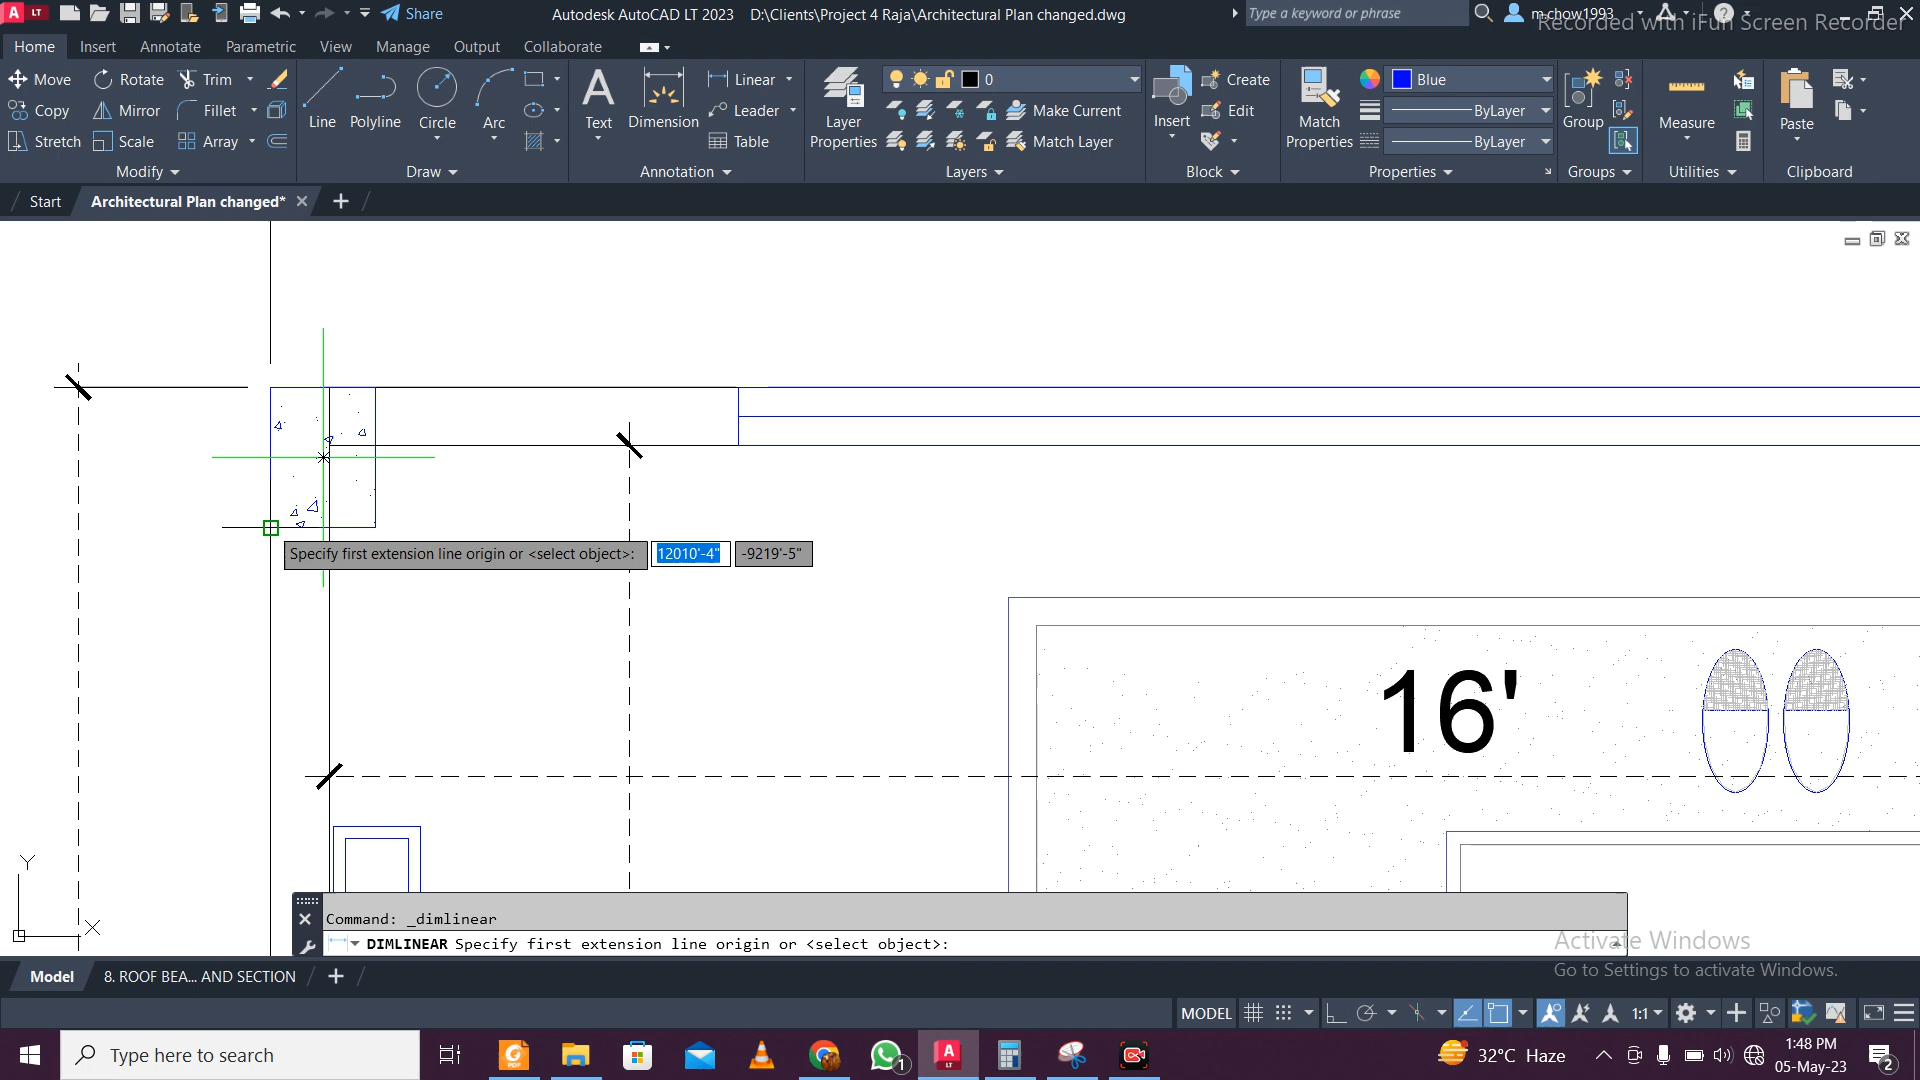 LT
Share
Autodesk AutoCAD LT 2023 D:\Clients\Project 4 Raja\Architectural Plan changed.dwg
Type a keyword or phrase
m.chow1993
Recorded with iFun Screen Recorder
Home Insert Annotate Parametric View Manage Output Collaborate
Move Rotate Trim
Copy Mirror Fillet
Stretch Scale Array
Modify
Line Polyline Circle Arc
Draw
Text Dimension
Linear
Leader
Table
Annotation
Layer Properties
0
Make Current
Match Layer
Layers
Insert
Create
Edit
Block
Match Properties
Blue
ByLayer
ByLayer
Properties
Group
Groups
Measure
Utilities
Paste
Clipboard
Start Architectural Plan changed*
Specify first extension line origin or <select object>: 12010'-4" -9219'-5"
16'
Y
X
Command: _dimlinear
DIMLINEAR Specify first extension line origin or <select object>:
Activate Windows
Go to Settings to activate Windows.
Model 8. ROOF BEA... AND SECTION
MODEL 1:1
Type here to search
PDF
1
LT
32°C Haze
1:48 PM
05-May-23
2